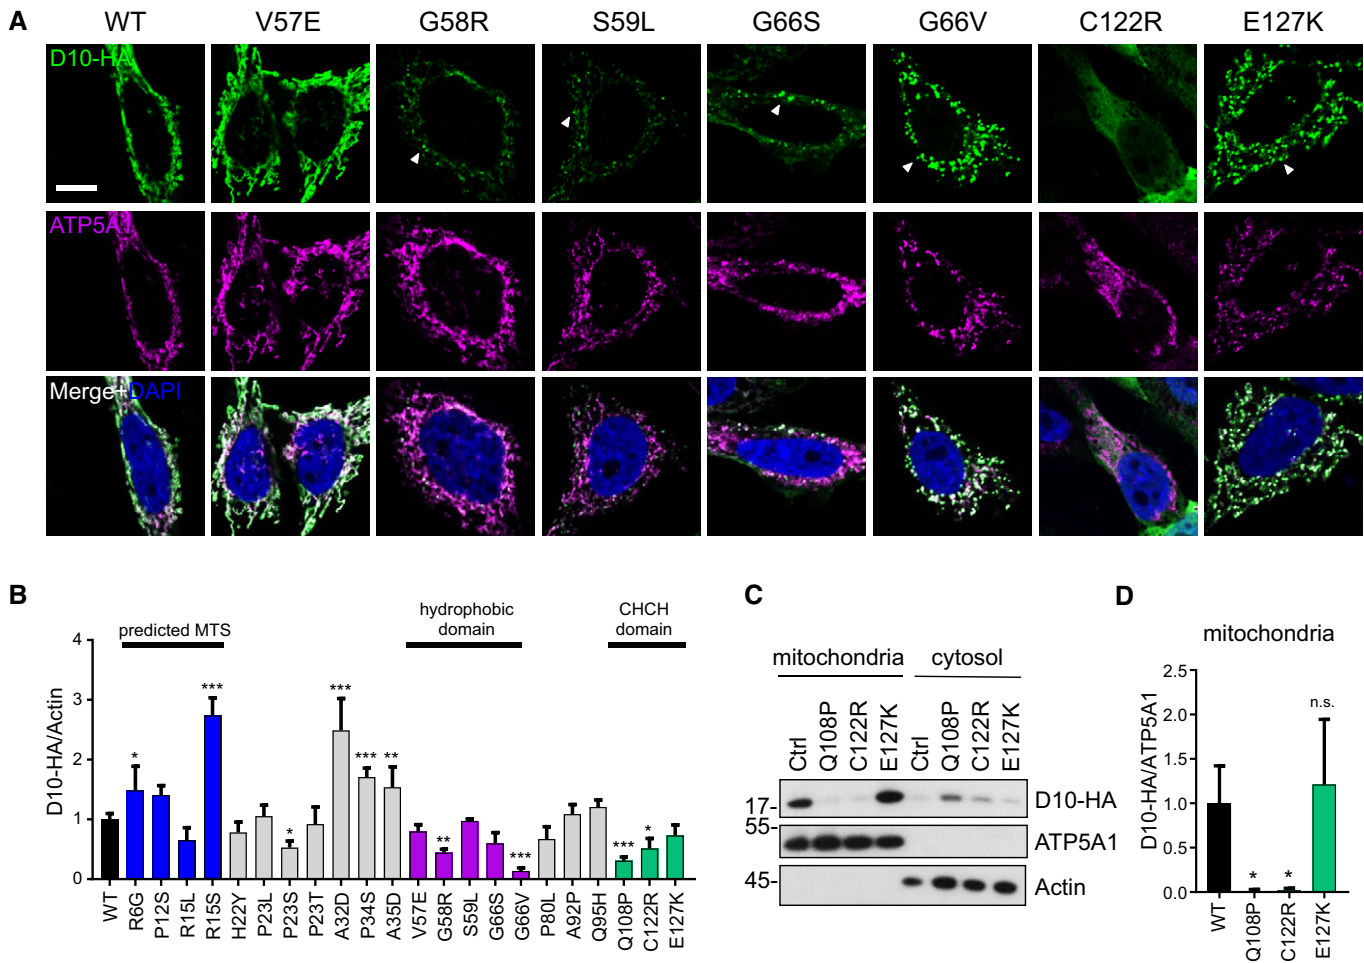 A
WT V57E G58R S59L G66S G66V C122R E127K
D10-HA
ATP5A1
Merge+DAPI
B
predicted MTS
hydrophobic
domain
CHCH
domain
D10-HA/Actin
4
3
2
1
0
*
***
*
***
***
**
**
***
***
*
WT R6G P12S R15L R15S H22Y P23L P23S P23T A32D P34S A35D V57E G58R S59L G66S G66V P80L A92P Q95H Q108P C122R E127K
C
mitochondria cytosol
Ctrl Q108P C122R E127K Ctrl Q108P C122R E127K
17- D10-HA
55- ATP5A1
45- Actin
D
mitochondria
D10-HA/ATP5A1
2.5
2.0
1.5
1.0
0.5
0.0
* * n.s.
WT Q108P C122R E127K